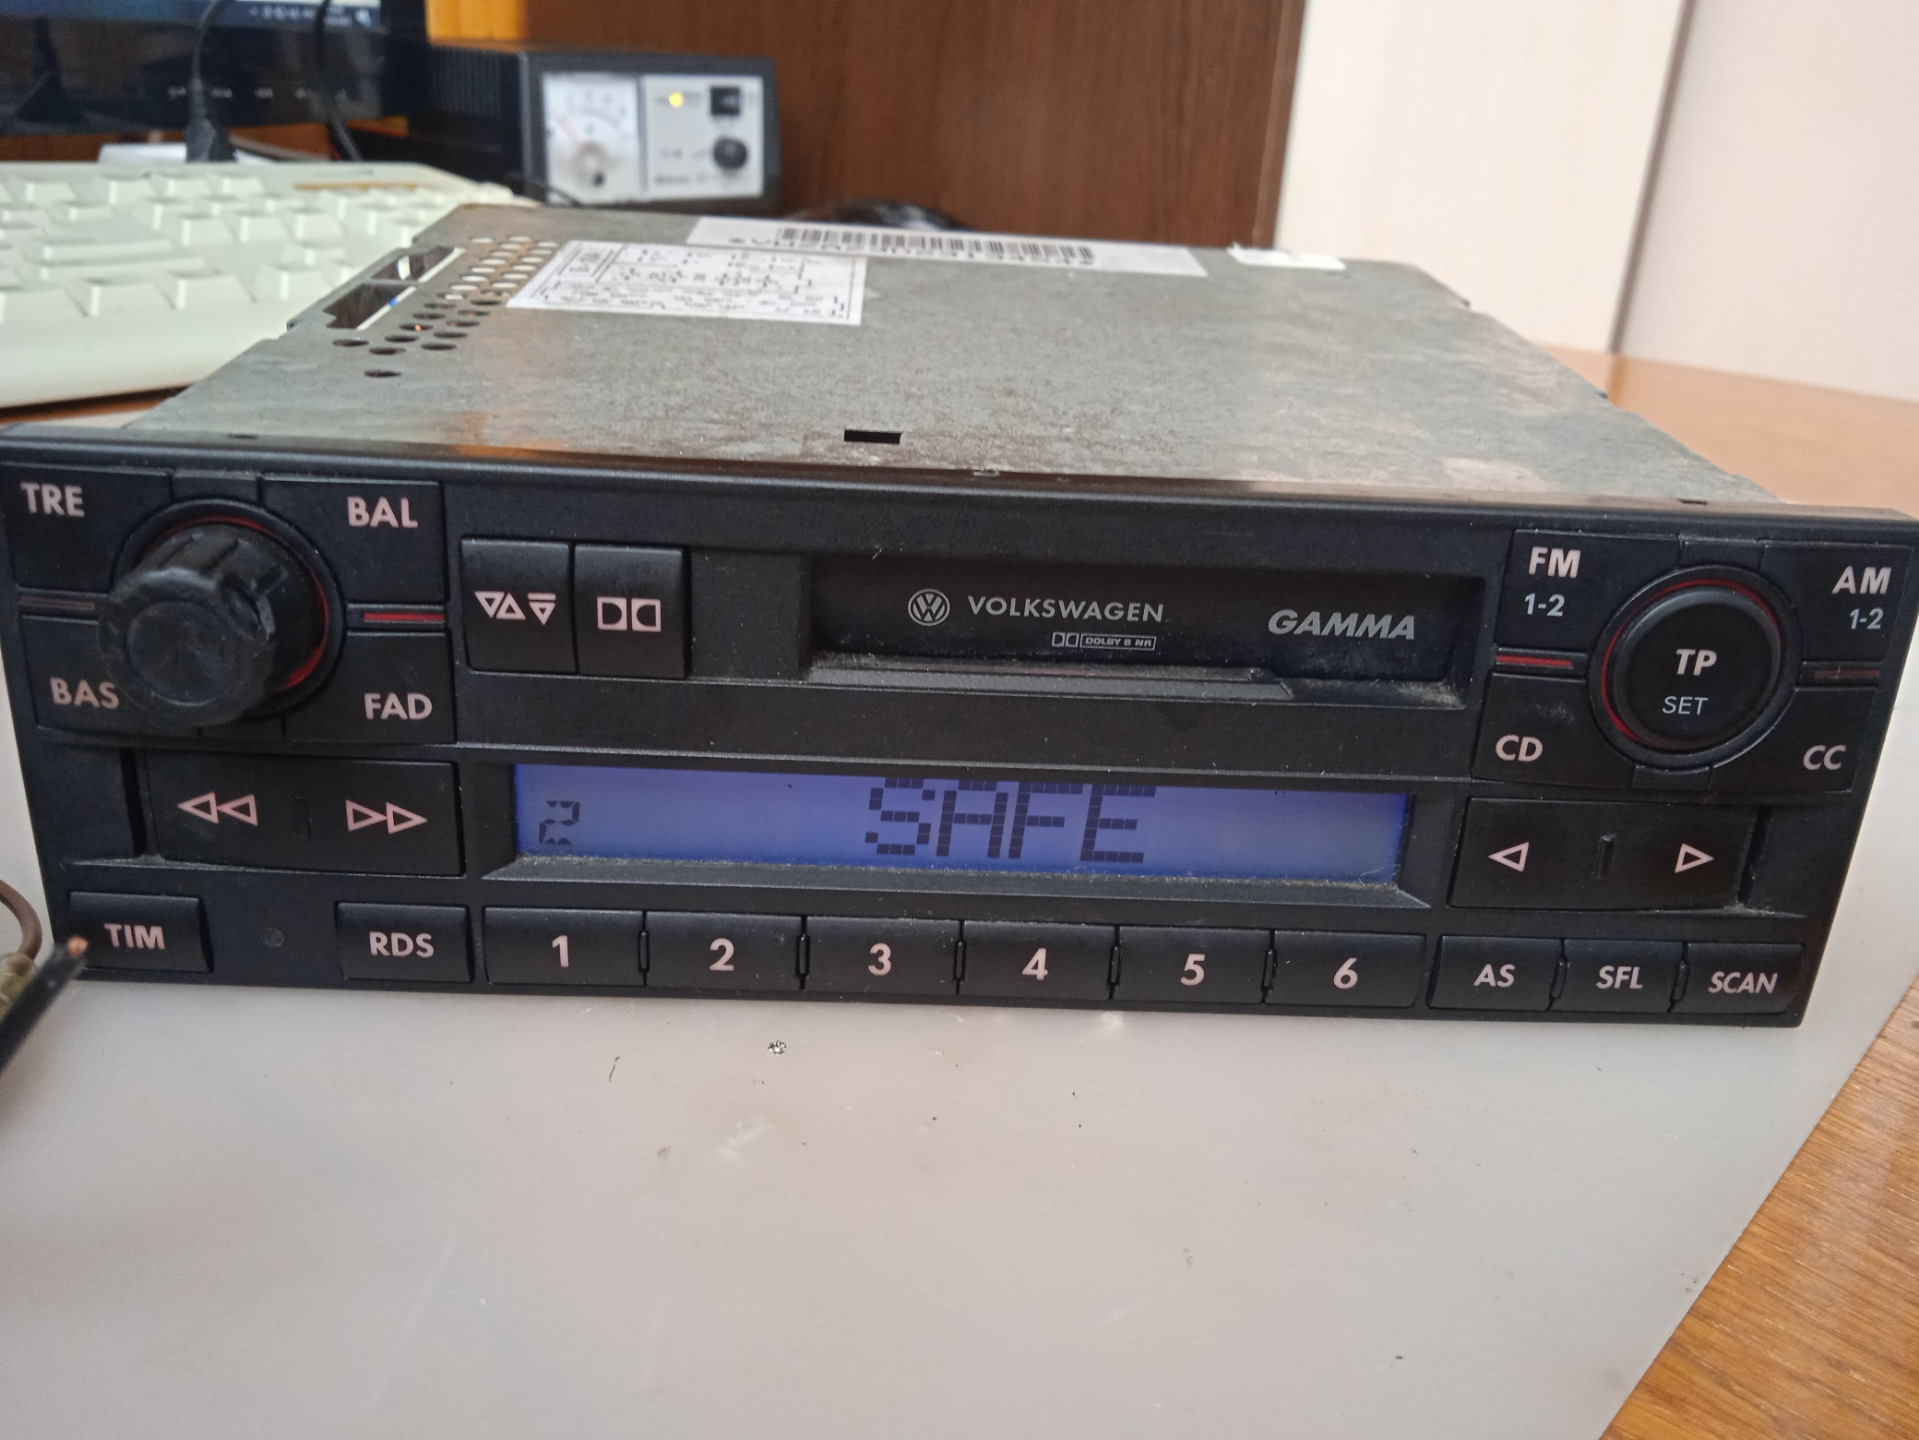 TRE
BAL
BAS
FAD
VOLKSWAGEN
DOLBY B NR
GAMMA
FM
1-2
AM
1-2
TP
SET
CD
CC
2
SAFE
TIM
RDS
1
2
3
4
5
6
AS
SFL
SCAN